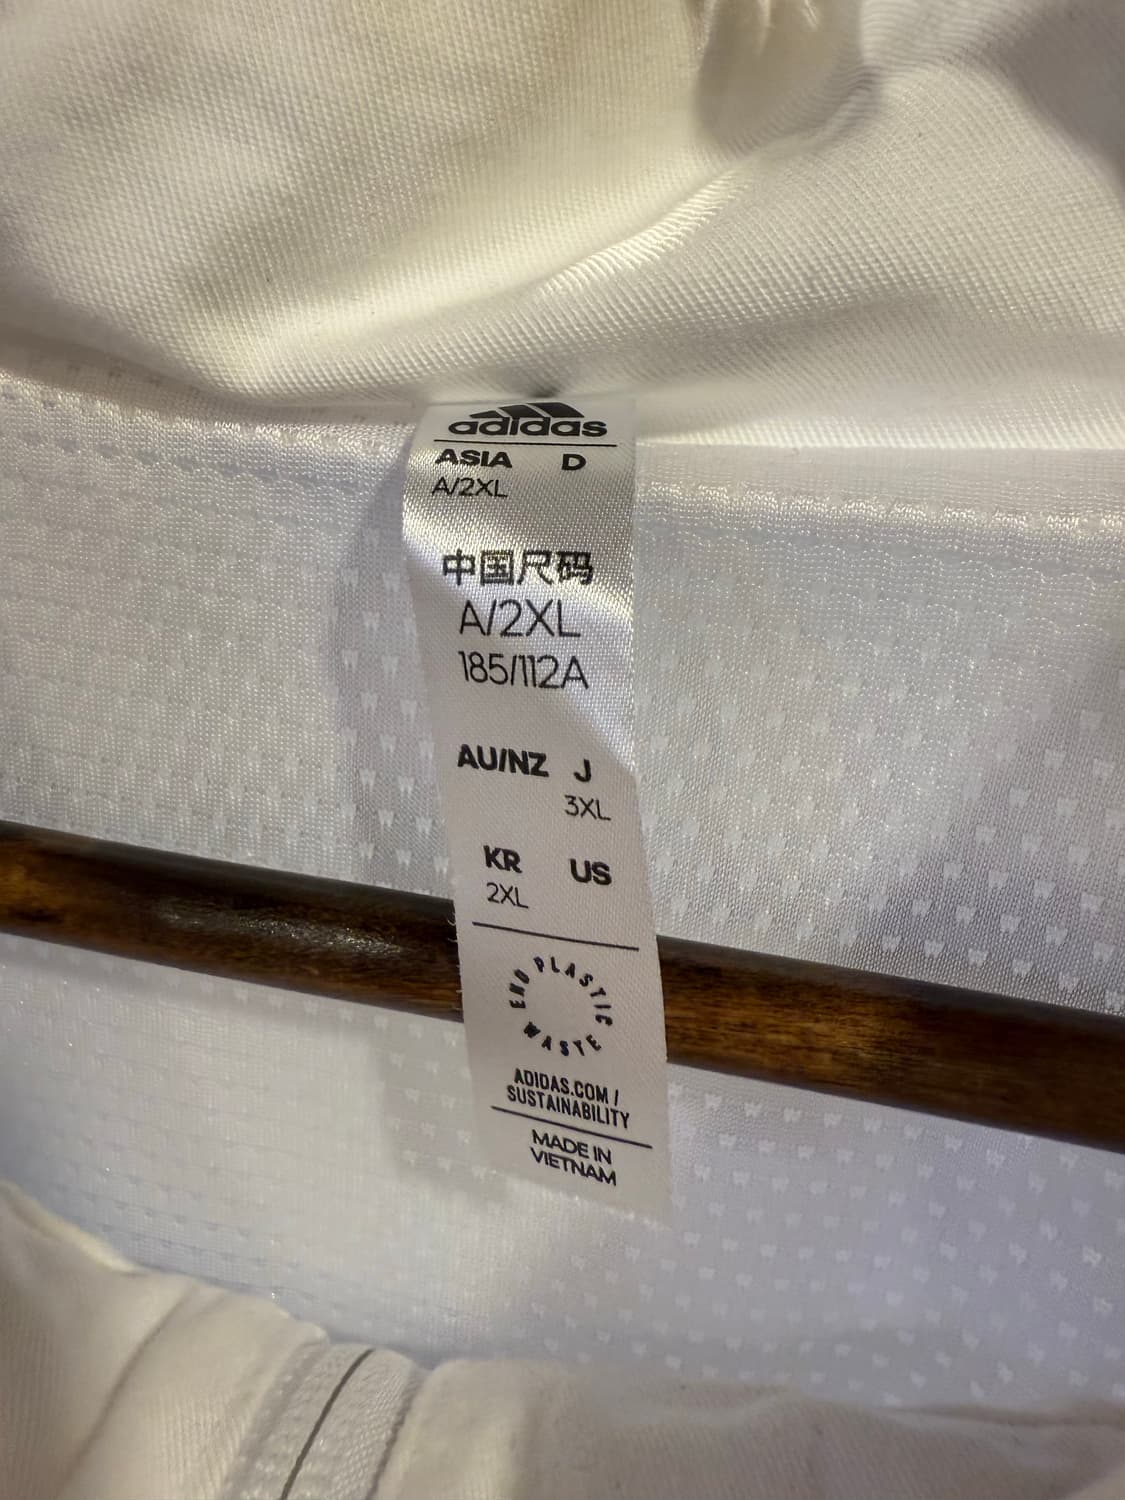 adidas
ASIA D
A/2XL
中国尺码
A/2XL
185/112A
AU/NZ J
3XL
KR US
2XL
END PLASTIC WASTE
ADIDAS.COM /
SUSTAINABILITY
MADE IN
VIETNAM